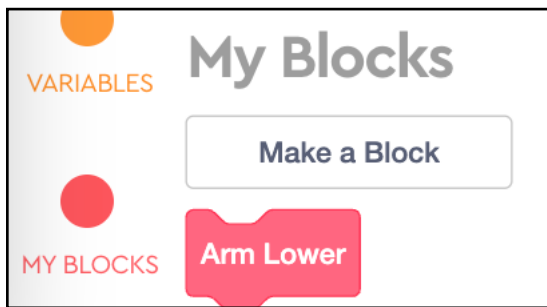 VARIABLES
MY BLOCKS
My Blocks
Make a Block
Arm Lower